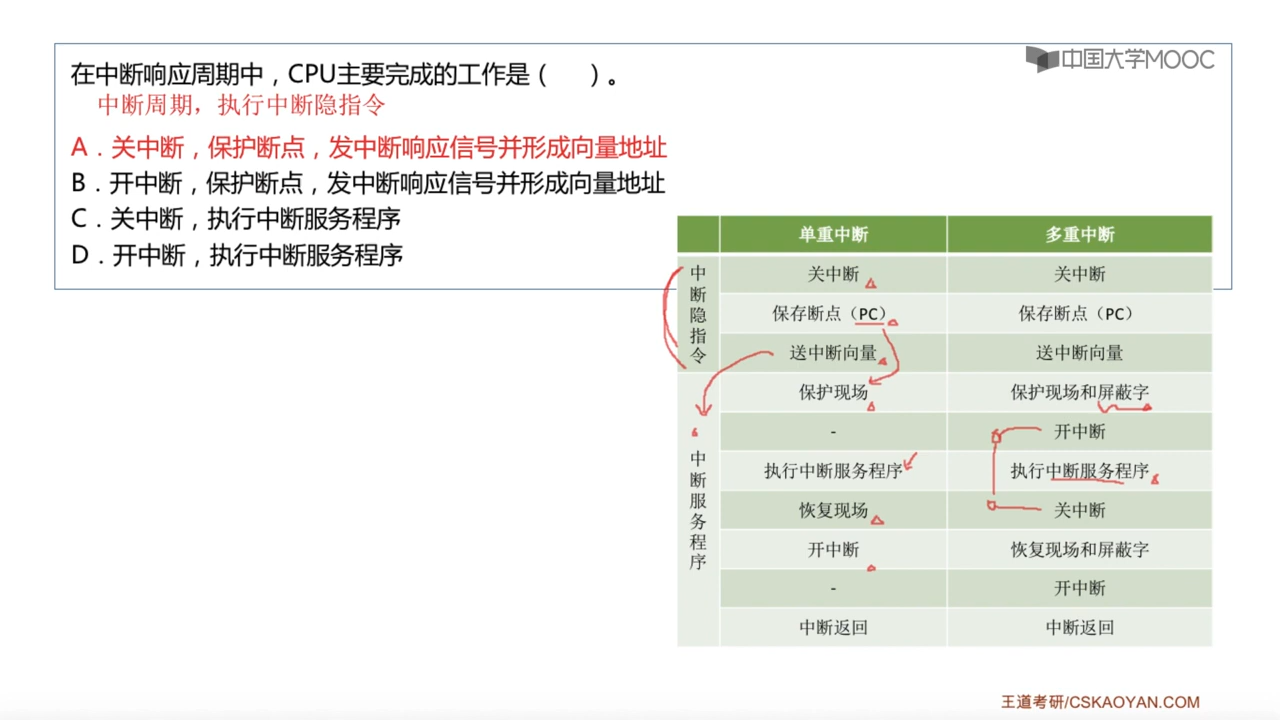 中国大学MOOC
在中断响应周期中，CPU主要完成的工作是（　　）。
中断周期，执行中断隐指令
A．关中断，保护断点，发中断响应信号并形成向量地址
B．开中断，保护断点，发中断响应信号并形成向量地址
C．关中断，执行中断服务程序
D．开中断，执行中断服务程序
单重中断 多重中断
中断隐指令
关中断 关中断
保存断点（PC） 保存断点（PC）
送中断向量 送中断向量
中断服务程序
保护现场 保护现场和屏蔽字
- 开中断
执行中断服务程序 执行中断服务程序
恢复现场 关中断
开中断 恢复现场和屏蔽字
- 开中断
中断返回 中断返回
王道考研/CSKAOYAN.COM